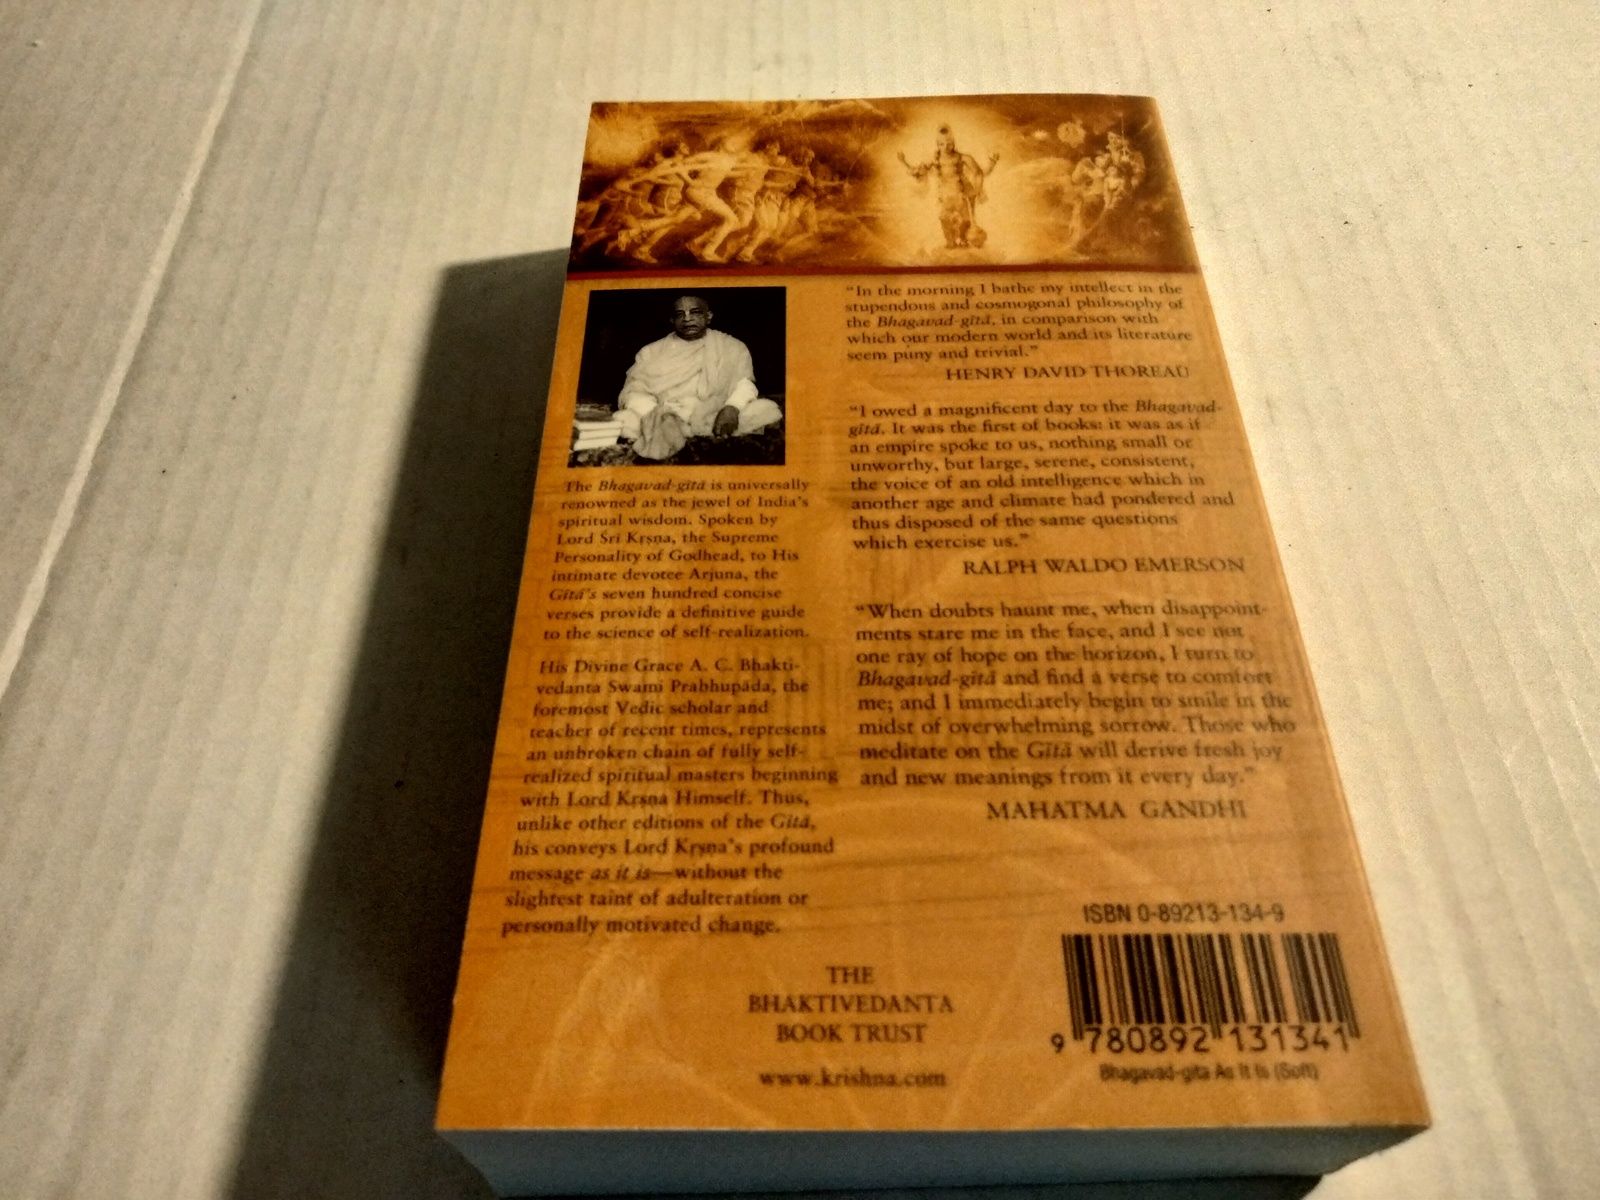 The Bhagavad-gītā is universally
renowned as the jewel of India's
spiritual wisdom. Spoken by
Lord Śrī Kṛṣṇa, the Supreme
Personality of Godhead, to His
intimate devotee Arjuna, the
Gītā's seven hundred concise
verses provide a definitive guide
to the science of self-realization.
His Divine Grace A. C. Bhakti-
vedanta Swami Prabhupāda, the
foremost Vedic scholar and
teacher of recent times, represents
an unbroken chain of fully self-
realized spiritual masters beginning
with Lord Kṛṣṇa Himself. Thus,
unlike other editions of the Gītā,
his conveys Lord Kṛṣṇa's profound
message as it is—without the
slightest taint of adulteration or
personally motivated change.
"In the morning I bathe my intellect in the
stupendous and cosmogonal philosophy of
the Bhagavad-gītā, in comparison with
which our modern world and its literature
seem puny and trivial."
HENRY DAVID THOREAU
"I owed a magnificent day to the Bhagavad-
gītā. It was the first of books: it was as if
an empire spoke to us, nothing small or
unworthy, but large, serene, consistent,
the voice of an old intelligence which in
another age and climate had pondered and
thus disposed of the same questions
which exercise us."
RALPH WALDO EMERSON
"When doubts haunt me, when disappoint-
ments stare me in the face, and I see not
one ray of hope on the horizon, I turn to
Bhagavad-gītā and find a verse to comfort
me; and I immediately begin to smile in the
midst of overwhelming sorrow. Those who
meditate on the Gītā will derive fresh joy
and new meanings from it every day."
MAHATMA GANDHI
THE
BHAKTIVEDANTA
BOOK TRUST
www.krishna.com
ISBN 0-89213-134-9
9 780892 131341
Bhagavad-gita As It Is (Soft)